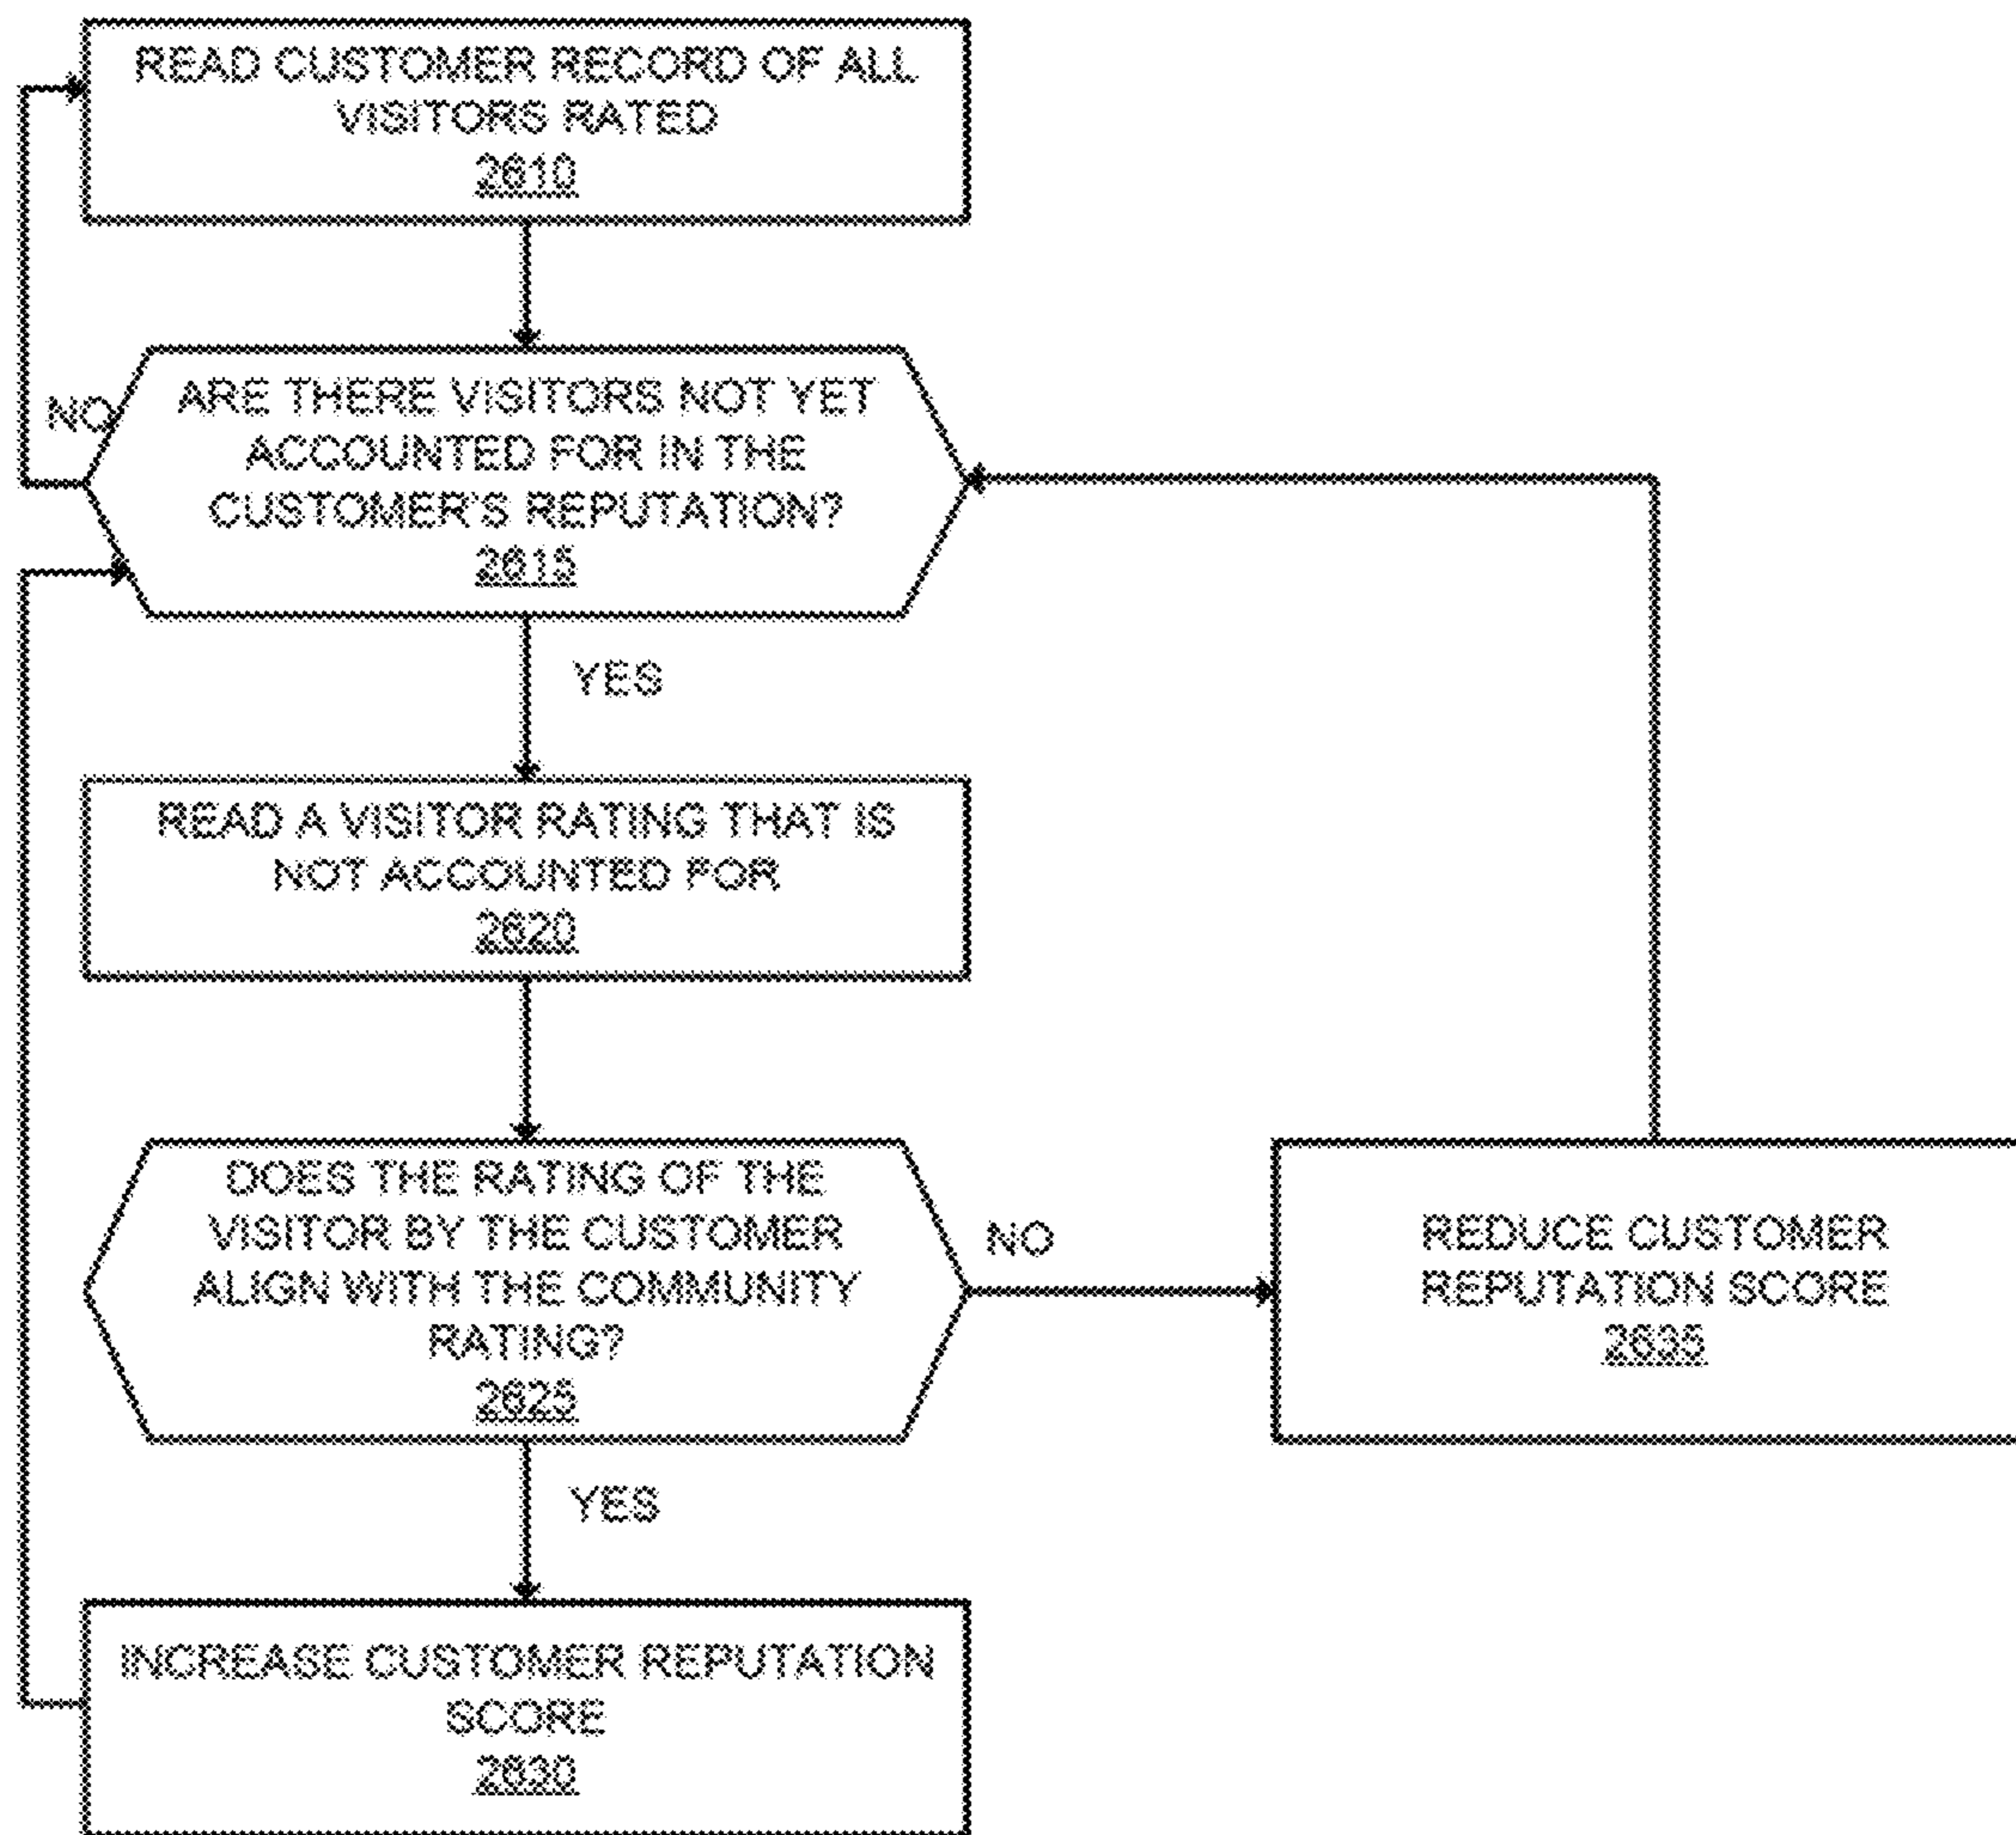 READ CUSTOMER RECORD OF ALL
VISITORS RATED
2610
NO
ARE THERE VISITORS NOT YET
ACCOUNTED FOR IN THE
CUSTOMER'S REPUTATION?
2615
YES
READ A VISITOR RATING THAT IS
NOT ACCOUNTED FOR
2620
DOES THE RATING OF THE
VISITOR BY THE CUSTOMER
ALIGN WITH THE COMMUNITY
RATING?
2625
NO
REDUCE CUSTOMER
REPUTATION SCORE
2635
YES
INCREASE CUSTOMER REPUTATION
SCORE
2630